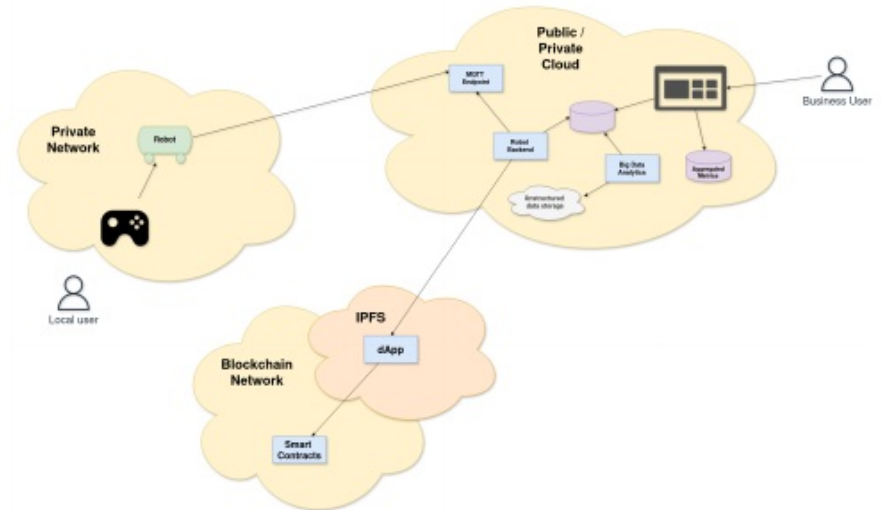 Public /
Private
Cloud
MQTT
Endpoint
Business User
Private
Network
Robot
Robot
Backend
Big Data
Analytics
Aggregated
Metrics
Unstructured
data storage
Local user
IPFS
dApp
Blockchain
Network
Smart
Contracts